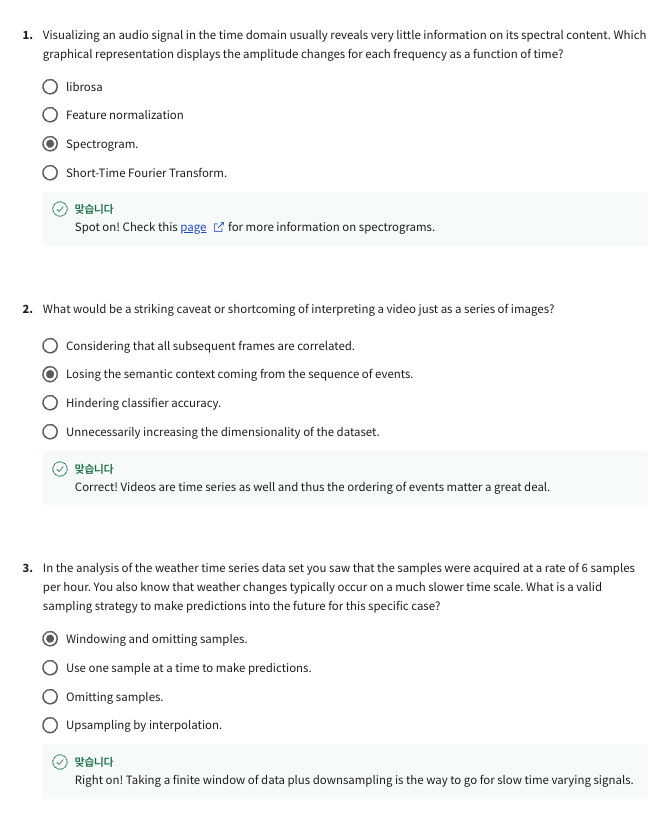 1. Visualizing an audio signal in the time domain usually reveals very little information on its spectral content. Which
graphical representation displays the amplitude changes for each frequency as a function of time?
librosa
Feature normalization
Spectrogram.
Short-Time Fourier Transform.
맞습니다
Spot on! Check this page for more information on spectrograms.
2. What would be a striking caveat or shortcoming of interpreting a video just as a series of images?
Considering that all subsequent frames are correlated.
Losing the semantic context coming from the sequence of events.
Hindering classifier accuracy.
Unnecessarily increasing the dimensionality of the dataset.
맞습니다
Correct! Videos are time series as well and thus the ordering of events matter a great deal.
3. In the analysis of the weather time series data set you saw that the samples were acquired at a rate of 6 samples
per hour. You also know that weather changes typically occur on a much slower time scale. What is a valid
sampling strategy to make predictions into the future for this specific case?
Windowing and omitting samples.
Use one sample at a time to make predictions.
Omitting samples.
Upsampling by interpolation.
맞습니다
Right on! Taking a finite window of data plus downsampling is the way to go for slow time varying signals.